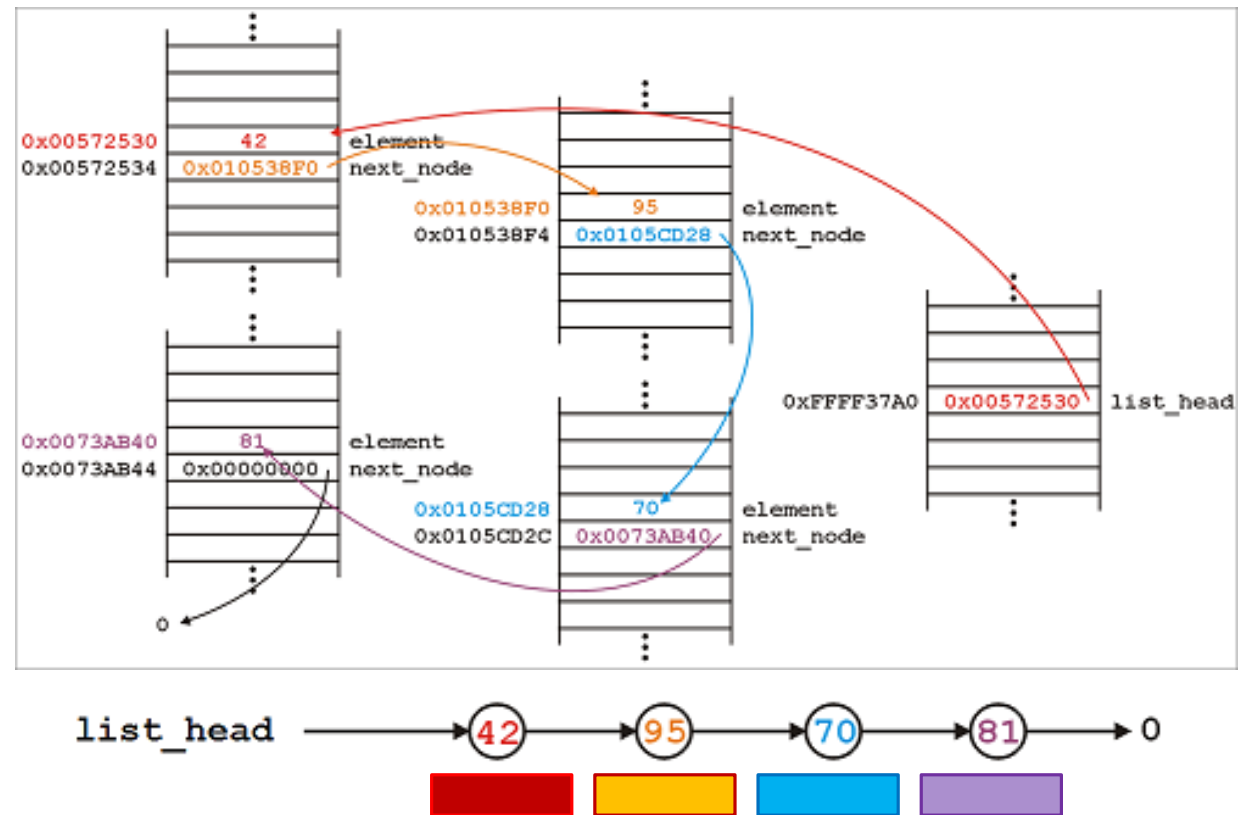 0x00572530 42 element
0x00572534 0x010538F0 next_node
0x010538F0 95 element
0x010538F4 0x0105CD28 next_node
0xFFFF37A0 0x00572530 list_head
0x0073AB40 81 element
0x0073AB44 0x00000000 next_node
0x0105CD28 70 element
0x0105CD2C 0x0073AB40 next_node
0
list_head 42 95 70 81 0